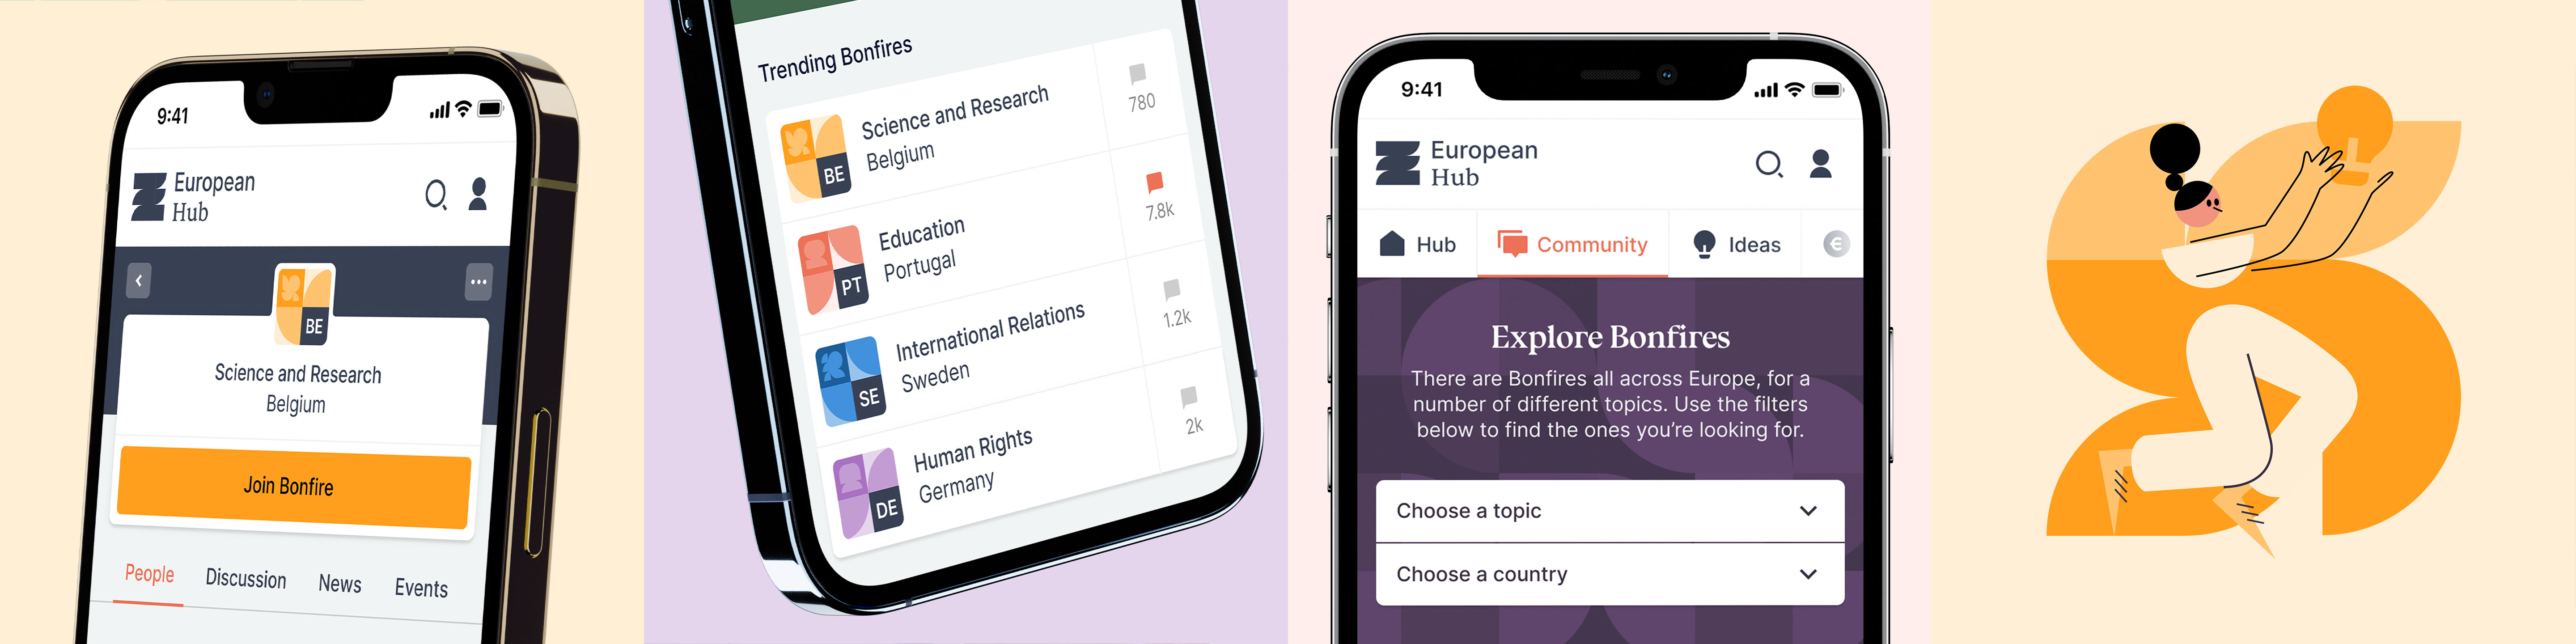 9:41
European
Hub
BE
Science and Research
Belgium
Join Bonfire
People Discussion News Events
Trending Bonfires
BE
Science and Research
Belgium
780
PT
Education
Portugal
7.8k
SE
International Relations
Sweden
1.2k
DE
Human Rights
Germany
2k
9:41
European
Hub
Hub Community Ideas €
Explore Bonfires
There are Bonfires all across Europe, for a
number of different topics. Use the filters
below to find the ones you’re looking for.
Choose a topic
Choose a country